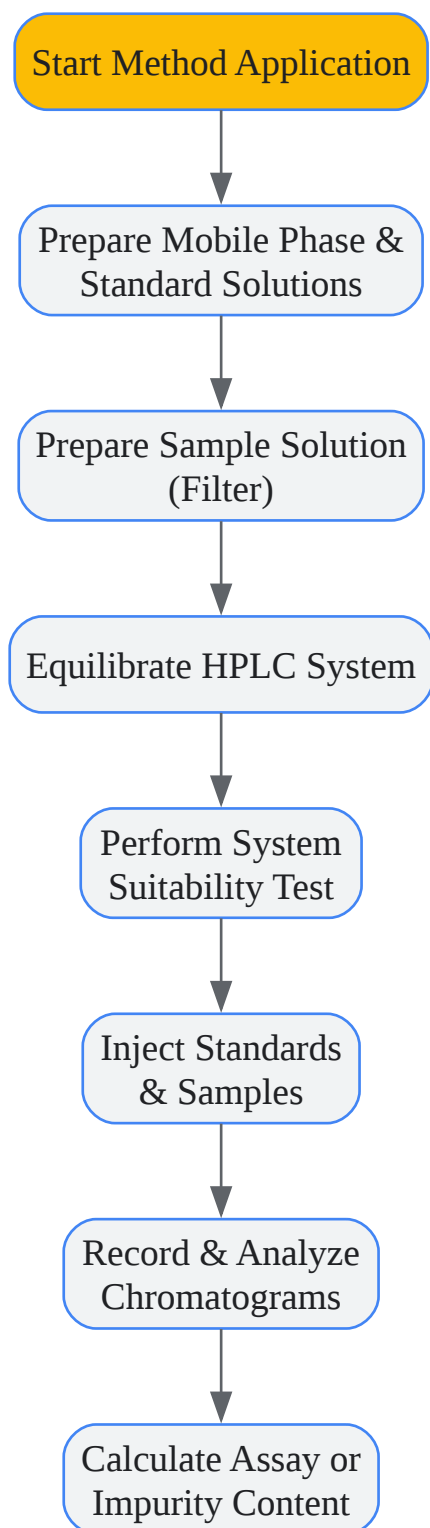 Start Method Application
Prepare Mobile Phase &
Standard Solutions
Prepare Sample Solution
(Filter)
Equilibrate HPLC System
Perform System
Suitability Test
Inject Standards
& Samples
Record & Analyze
Chromatograms
Calculate Assay or
Impurity Content